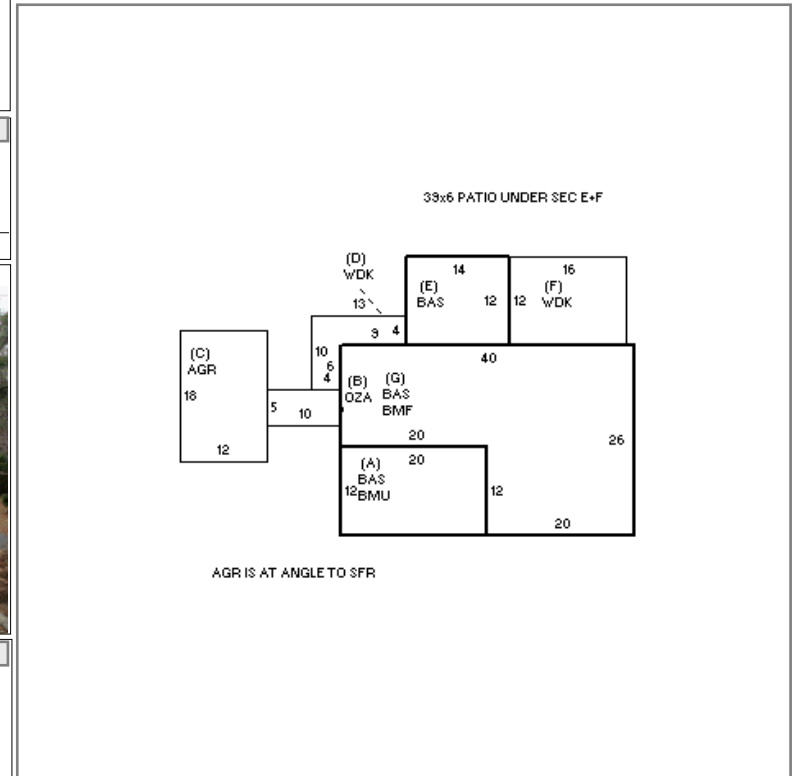 39x6 PATIO UNDER SEC E+F
(D)
WDK
13
14
(E)
BAS
12
12
16
(F)
WDK
9
4
10
6
4
(C)
AGR
18
12
5
10
40
(B)
OZA
(G)
BAS
BMF
20
26
20
(A)
BAS
BMU
12
12
20
AGR IS AT ANGLE TO SFR